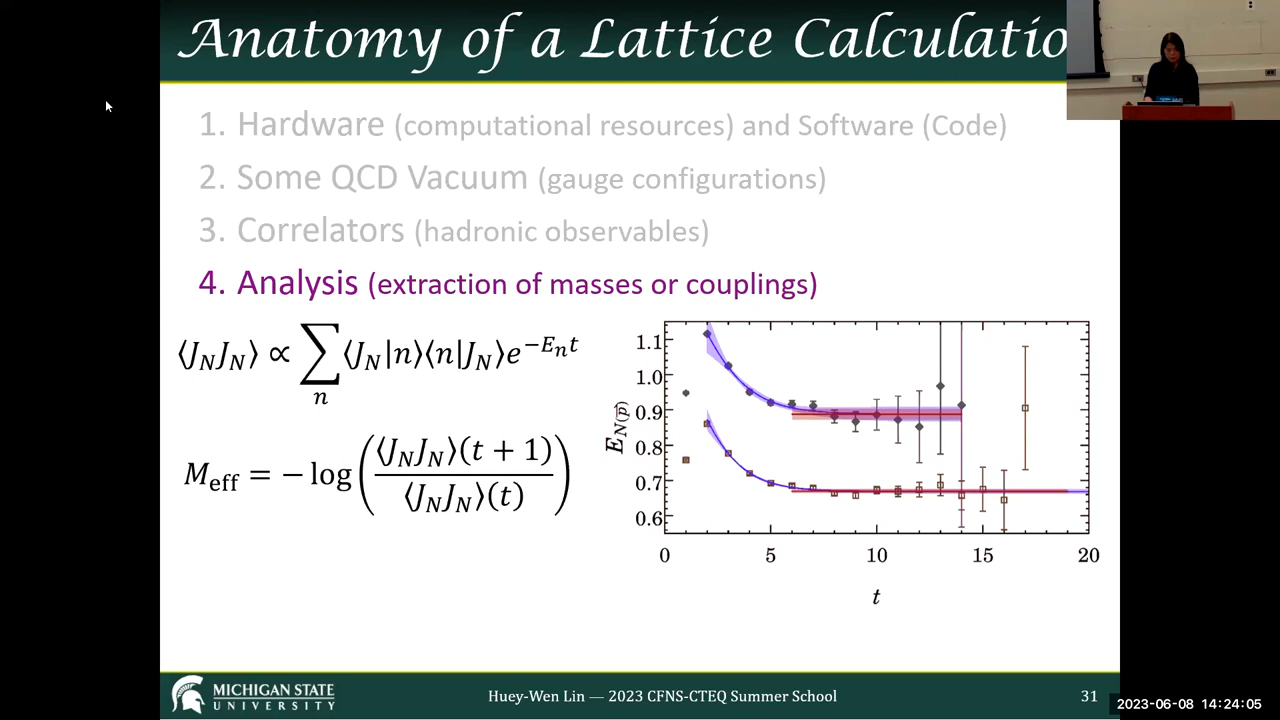 Anatomy of a Lattice Calculatio
1. Hardware (computational resources) and Software (Code)
2. Some QCD Vacuum (gauge configurations)
3. Correlators (hadronic observables)
4. Analysis (extraction of masses or couplings)
⟨J_N J_N⟩ ∝ ∑_n ⟨J_N|n⟩⟨n|J_N⟩e^{−E_n t}
M_eff = −log(⟨J_N J_N⟩(t + 1) / ⟨J_N J_N⟩(t))
E_{N(p⃗)}
1.1
1.0
0.9
0.8
0.7
0.6
0 5 10 15 20
t
MICHIGAN STATE
UNIVERSITY
Huey-Wen Lin — 2023 CFNS-CTEQ Summer School
31
2023-06-08 14:24:05